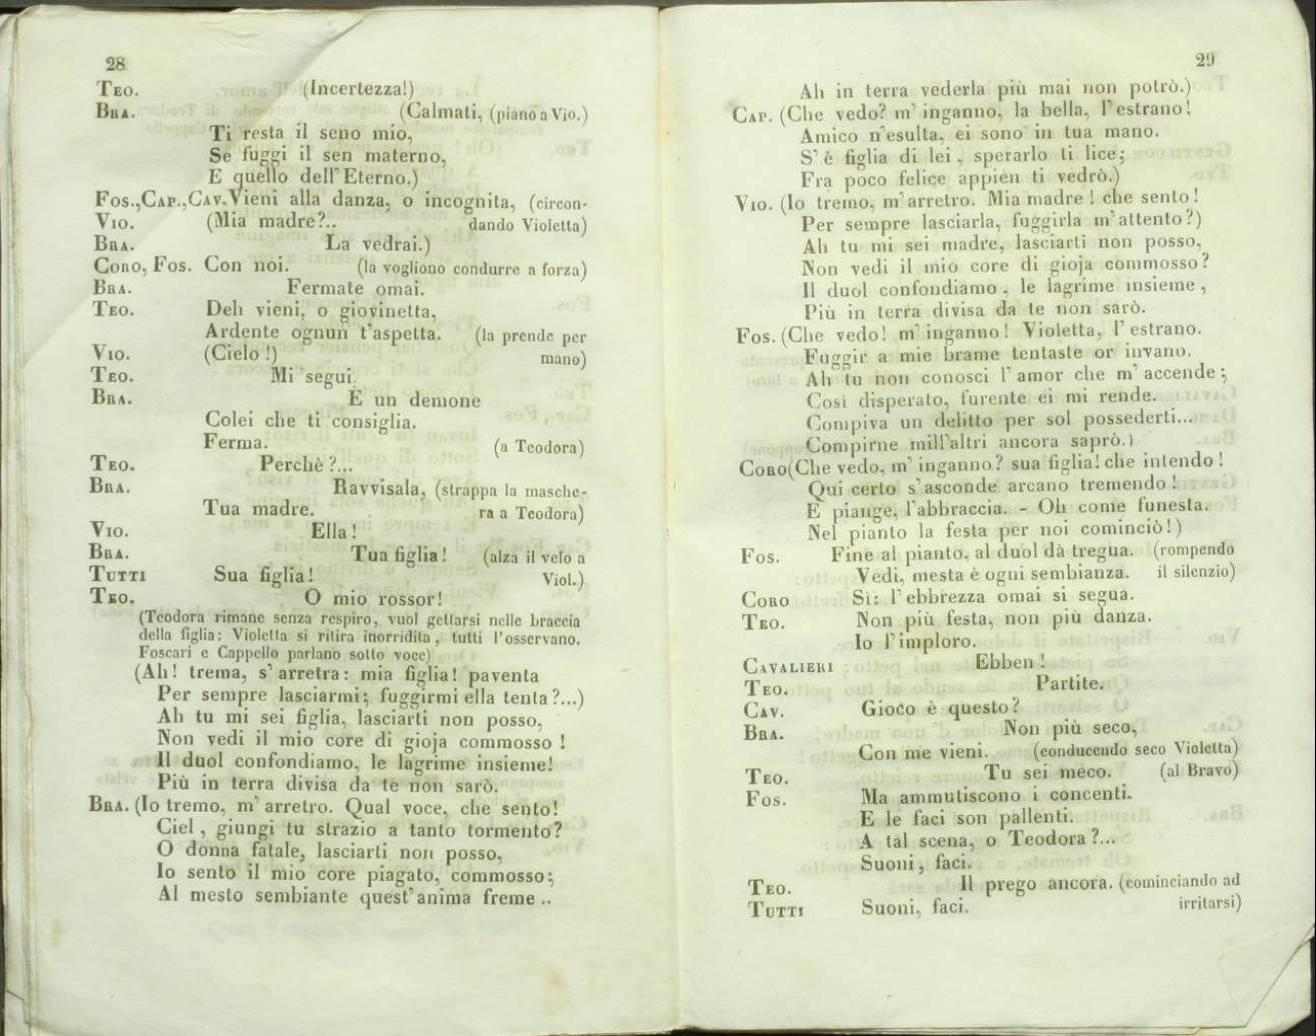 28
TEO. (Incertezza!)
BRA. (Calmati, (piano a Vio.)
Ti resta il seno mio,
Se fuggi il sen materno,
E quello dell'Eterno.)
FOS.,CAP.,CAV. Vieni alla danza, o incognita, (circon-
VIO. (Mia madre?.. dando Violetta)
BRA. La vedrai.)
CORO, FOS. Con noi. (la vogliono condurre a forza)
BRA. Fermate omai.
TEO. Deh vieni, o giovinetta,
Ardente ognun t'aspetta. (la prende per
VIO. (Cielo!) mano)
TEO. Mi segui.
BRA. È un demone
Colei che ti consiglia.
Ferma. (a Teodora)
TEO. Perchè?...
BRA. Ravvisala, (strappa la masche-
Tua madre. ra a Teodora)
VIO. Ella!
BRA. Tua figlia! (alza il velo a
TUTTI Sua figlia! Viol.)
TEO. O mio rossor!
(Teodora rimane senza respiro, vuol gettarsi nelle braccia
della figlia: Violetta si ritira inorridita, tutti l'osservano.
Foscari e Cappello parlano sotto voce)
(Ah! trema, s'arretra: mia figlia! paventa
Per sempre lasciarmi; fuggirmi ella tenta?...)
Ah tu mi sei figlia, lasciarti non posso,
Non vedi il mio core di gioja commosso!
Il duol confondiamo, le lagrime insieme!
Più in terra divisa da te non sarò.
BRA. (Io tremo, m'arretro. Qual voce, che sento!
Ciel, giungi tu strazio a tanto tormento?
O donna fatale, lasciarti non posso,
Io sento il mio core piagato, commosso;
Al mesto sembiante quest'anima freme..
29
Ah in terra vederla più mai non potrò.)
CAP. (Che vedo? m'inganno, la bella, l'estrano!
Amico n'esulta, ei sono in tua mano.
S'è figlia di lei, sperarlo ti lice;
Fra poco felice appien ti vedrò.)
VIO. (Io tremo, m'arretro. Mia madre! che sento!
Per sempre lasciarla, fuggirla m'attento?)
Ah tu mi sei madre, lasciarti non posso,
Non vedi il mio core di gioja commosso?
Il duol confondiamo, le lagrime insieme,
Più in terra divisa da te non sarò.
FOS. (Che vedo! m'inganno! Violetta, l'estrano.
Fuggir a mie brame tentaste or invano.
Ah tu non conosci l'amor che m'accende;
Così disperato, furente ei mi rende.
Compiva un delitto per sol possederti...
Compirne mill'altri ancora saprò.)
CORO (Che vedo, m'inganno? sua figlia! che intendo!
Qui certo s'asconde arcano tremendo!
E piange, l'abbraccia. - Oh come funesta.
Nel pianto la festa per noi cominciò!)
FOS. Fine al pianto, al duol dà tregua. (rompendo
Vedi, mesta è ogni sembianza. il silenzio)
CORO Sì: l'ebbrezza omai si segua.
TEO. Non più festa, non più danza.
Io l'imploro.
CAVALIERI Ebben!
TEO. Partite.
CAV. Gioco è questo?
BRA. Non più seco,
Con me vieni. (conducendo seco Violetta)
TEO. Tu sei meco. (al Bravo)
FOS. Ma ammutiscono i concenti.
E le faci son pallenti.
A tal scena, o Teodora?...
Suoni, faci.
TEO. Il prego ancora. (cominciando ad
TUTTI Suoni, faci. irritarsi)